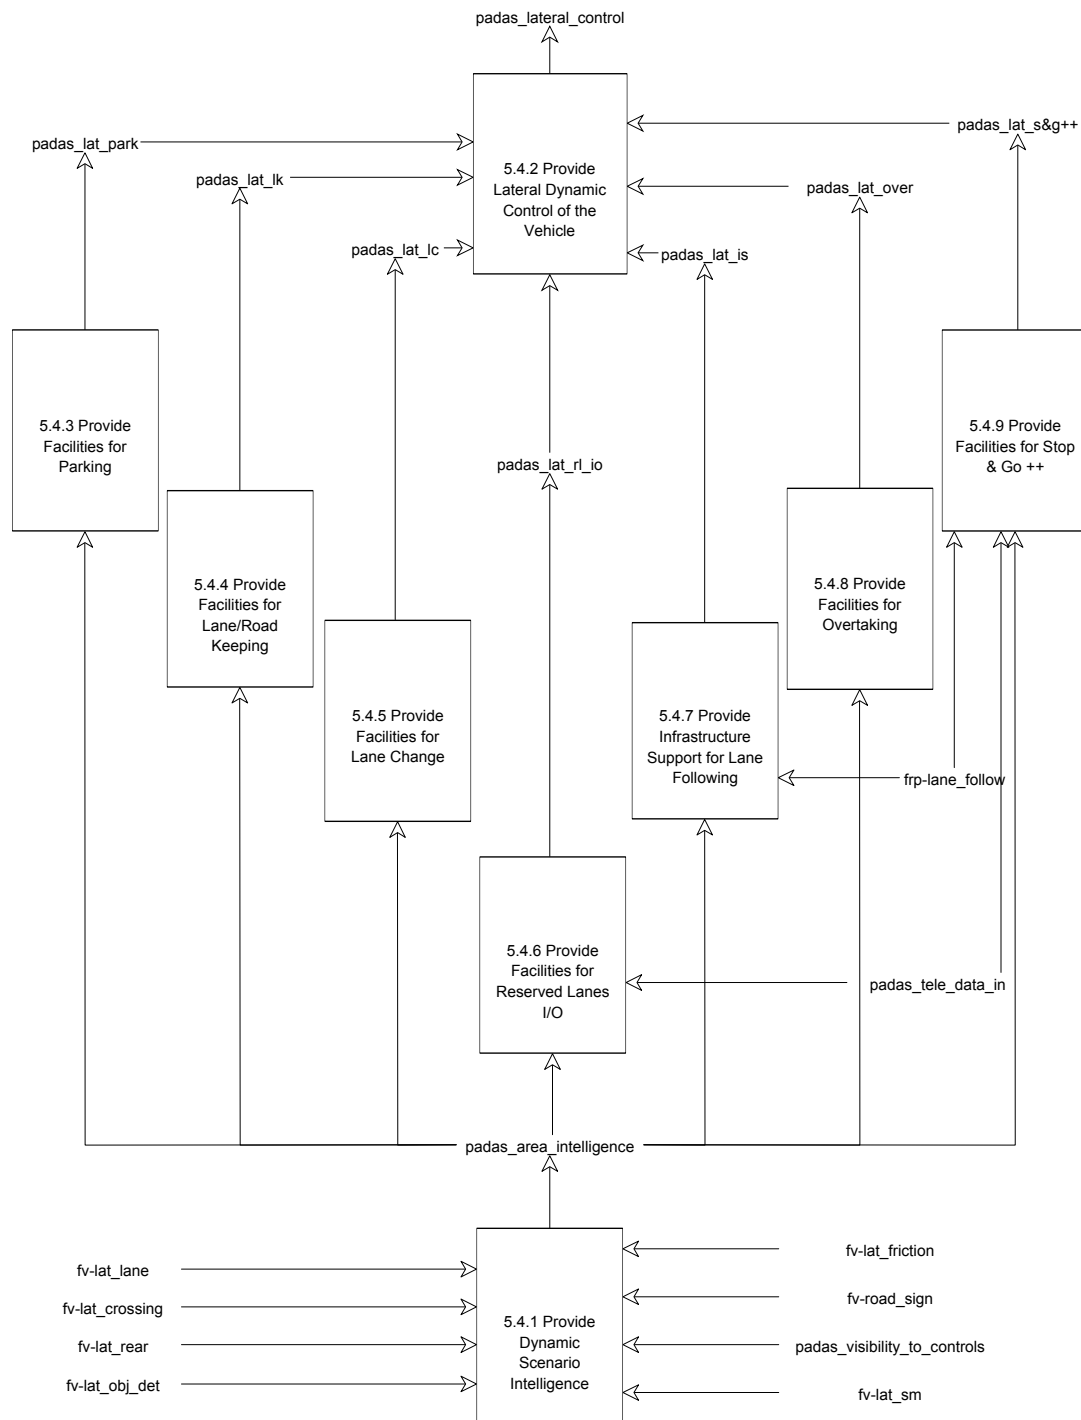 padas_lateral_control
padas_lat_park
padas_lat_s&g++
padas_lat_lk
padas_lat_over
5.4.2 Provide
Lateral Dynamic
Control of the
Vehicle
padas_lat_lc
padas_lat_is
5.4.3 Provide
Facilities for
Parking
5.4.9 Provide
Facilities for Stop
& Go ++
padas_lat_rl_io
5.4.4 Provide
Facilities for
Lane/Road
Keeping
5.4.8 Provide
Facilities for
Overtaking
5.4.5 Provide
Facilities for
Lane Change
5.4.7 Provide
Infrastructure
Support for Lane
Following
frp-lane_follow
5.4.6 Provide
Facilities for
Reserved Lanes
I/O
padas_tele_data_in
padas_area_intelligence
fv-lat_lane
fv-lat_crossing
fv-lat_rear
fv-lat_obj_det
5.4.1 Provide
Dynamic
Scenario
Intelligence
fv-lat_friction
fv-road_sign
padas_visibility_to_controls
fv-lat_sm